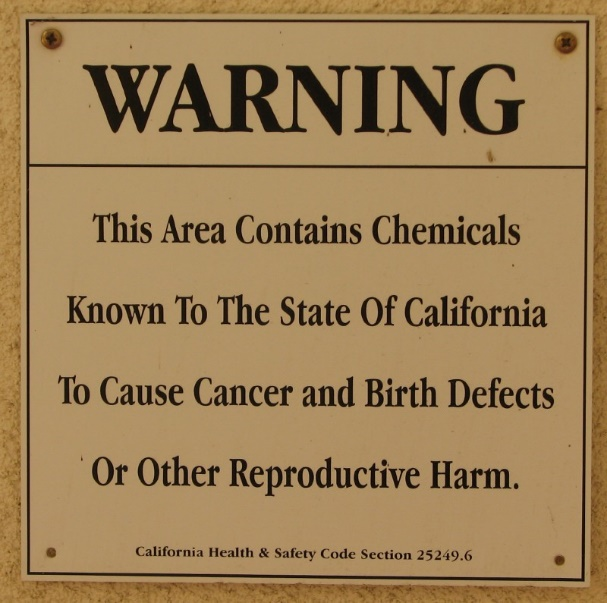 WARNING
This Area Contains Chemicals
Known To The State Of California
To Cause Cancer and Birth Defects
Or Other Reproductive Harm.
California Health & Safety Code Section 25249.6